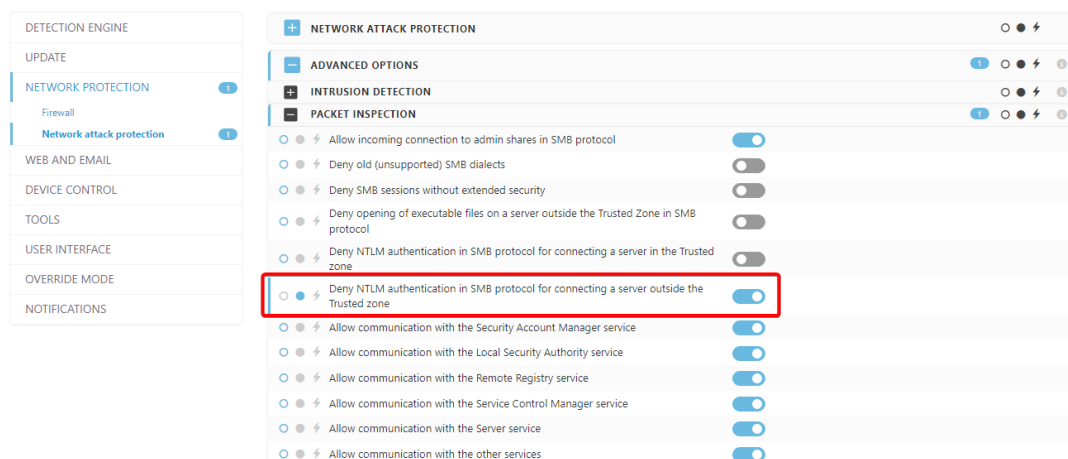 DETECTION ENGINE
UPDATE
NETWORK PROTECTION 1
Firewall
Network attack protection 1
WEB AND EMAIL
DEVICE CONTROL
TOOLS
USER INTERFACE
OVERRIDE MODE
NOTIFICATIONS
NETWORK ATTACK PROTECTION
ADVANCED OPTIONS 1
INTRUSION DETECTION
PACKET INSPECTION 1
Allow incoming connection to admin shares in SMB protocol
Deny old (unsupported) SMB dialects
Deny SMB sessions without extended security
Deny opening of executable files on a server outside the Trusted Zone in SMB
protocol
Deny NTLM authentication in SMB protocol for connecting a server in the Trusted
zone
Deny NTLM authentication in SMB protocol for connecting a server outside the
Trusted zone
Allow communication with the Security Account Manager service
Allow communication with the Local Security Authority service
Allow communication with the Remote Registry service
Allow communication with the Service Control Manager service
Allow communication with the Server service
Allow communication with the other services